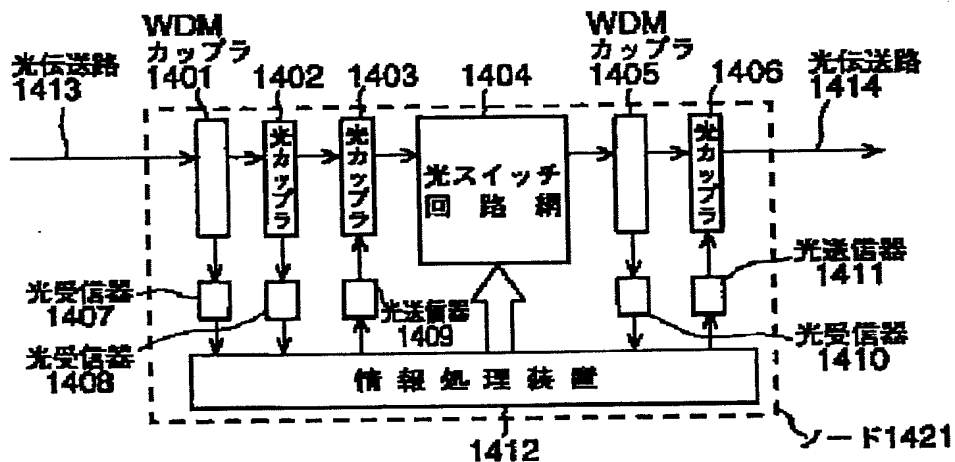 WDM
カップラ
1401
光伝送路
1413
1402
1403
1404
WDM
カップラ
1405
1406
光伝送路
1414
光カップラ
光カップラ
光スイッチ
回路網
光カップラ
光受信器
1407
光受信器
1408
光送信器
1409
光送信器
1411
光受信器
1410
情報処理装置
1412
ソード1421